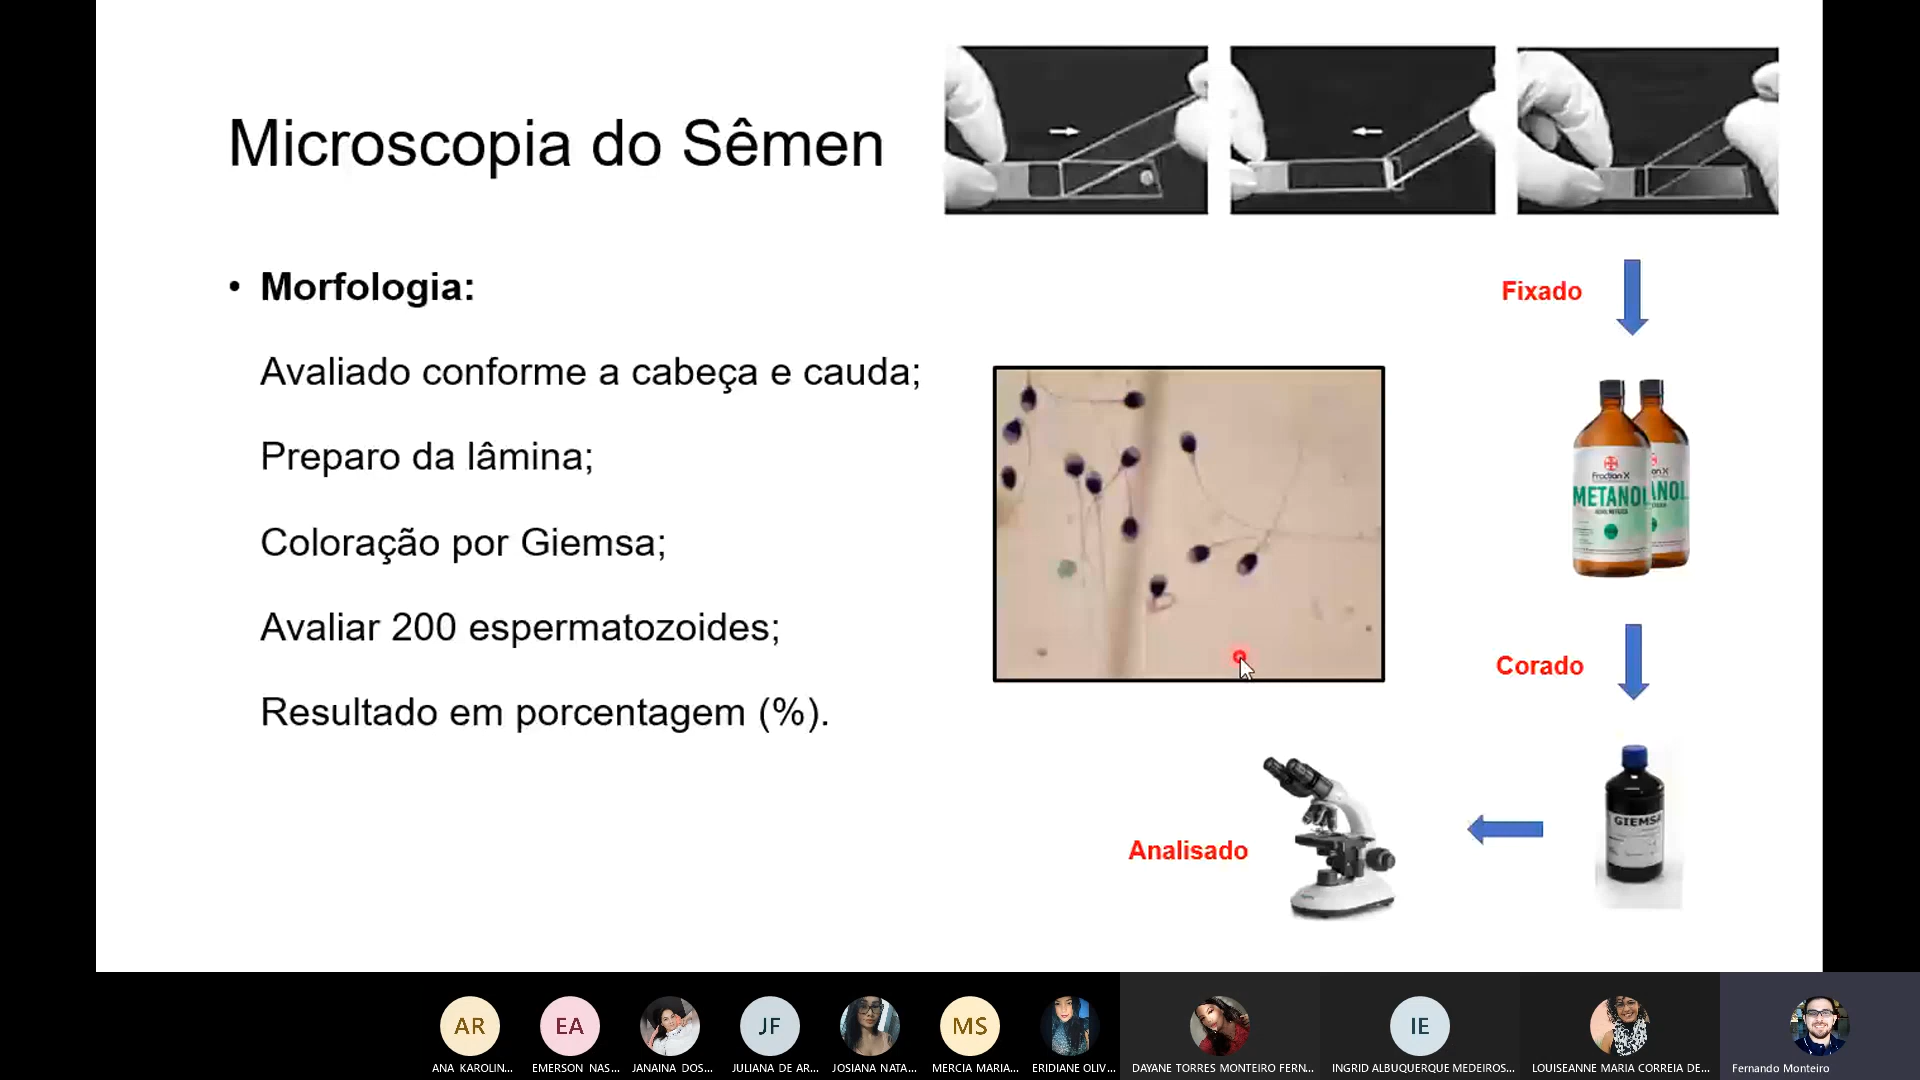 Microscopia do Sêmen
• Morfologia:
Avaliado conforme a cabeça e cauda;
Preparo da lâmina;
Coloração por Giemsa;
Avaliar 200 espermatozoides;
Resultado em porcentagem (%).
Fixado
Fraction X
METANOL
Corado
GIEMSA
Analisado
AR
EA
JF
MS
IE
ANA KAROLIN...
EMERSON NAS...
JANAINA DOS...
JULIANA DE AR...
JOSIANA NATA...
MERCIA MARIA...
ERIDIANE OLIV...
DAYANE TORRES MONTEIRO FERN...
INGRID ALBUQUERQUE MEDEIROS...
LOUISEANNE MARIA CORREIA DE...
Fernando Monteiro